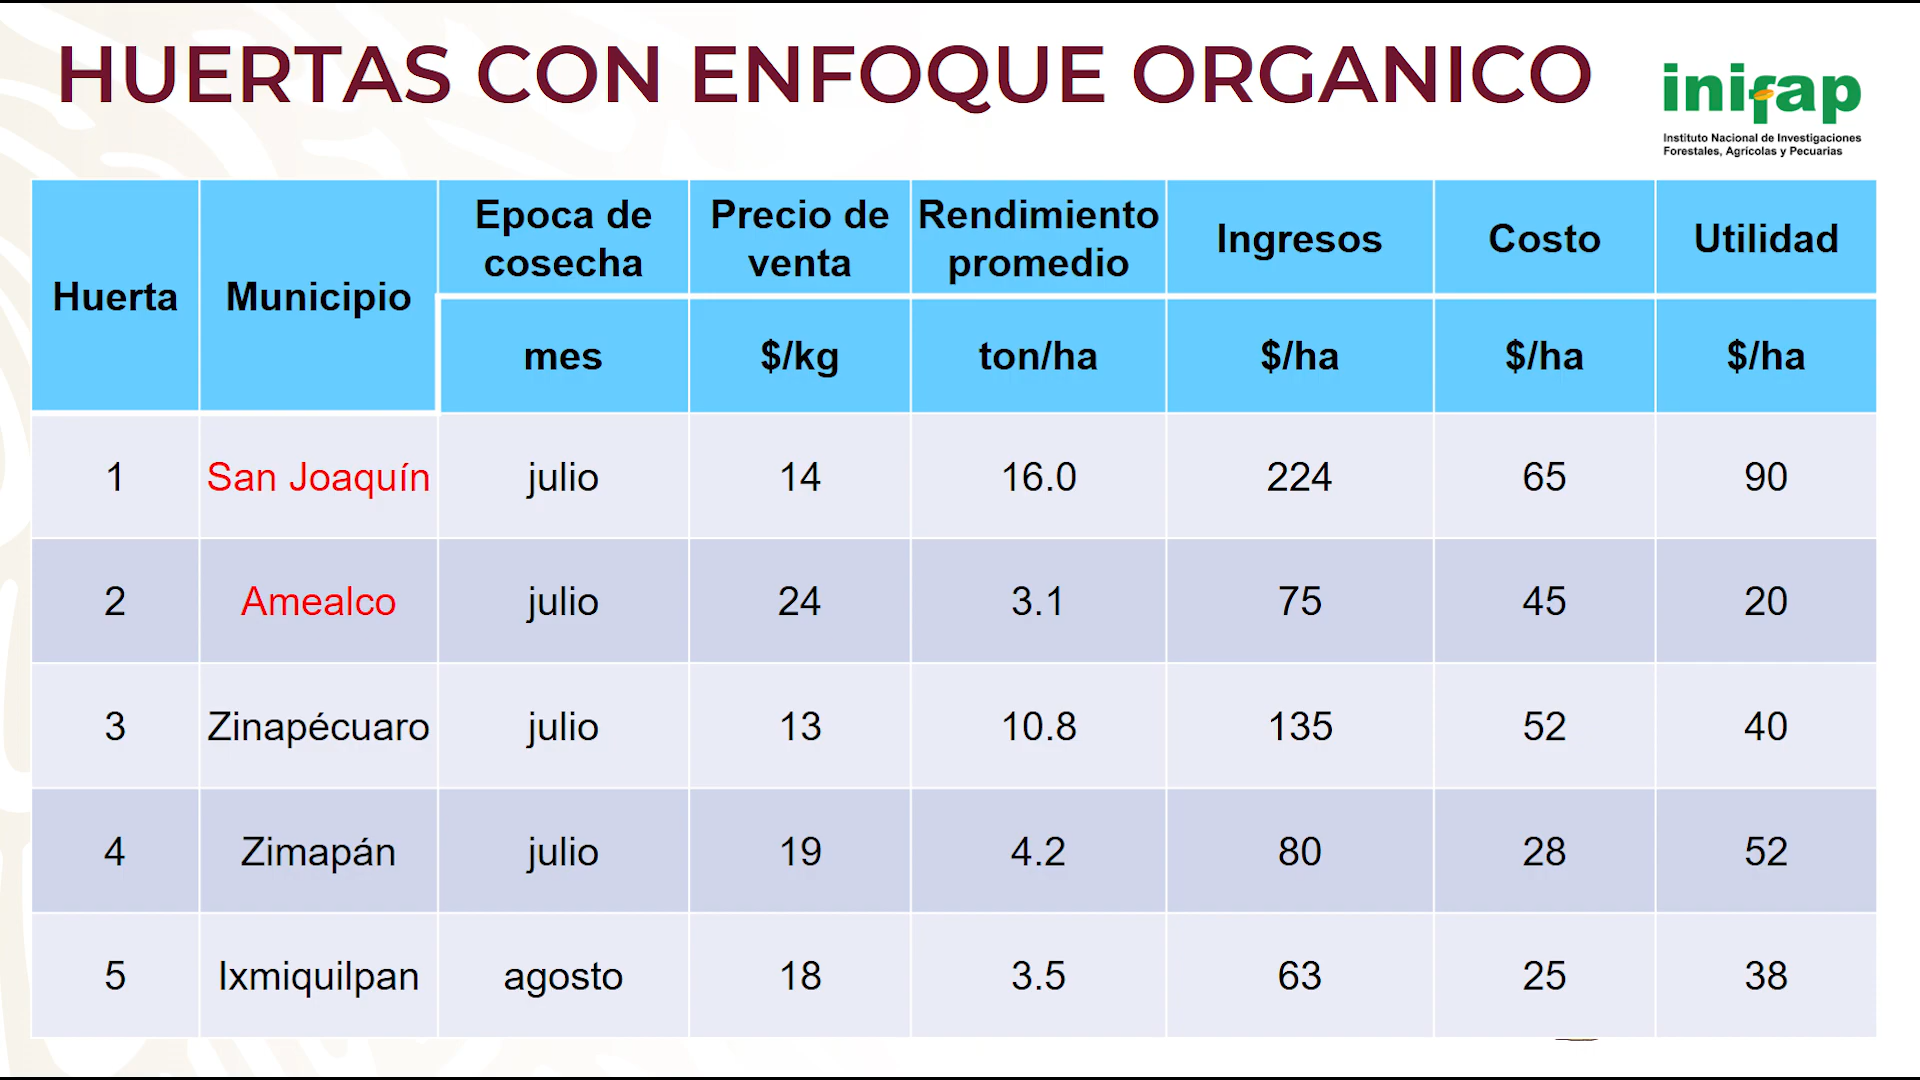 HUERTAS CON ENFOQUE ORGANICO
inifap
Instituto Nacional de Investigaciones
Forestales, Agrícolas y Pecuarias
Huerta Municipio Epoca de cosecha Precio de venta Rendimiento promedio Ingresos Costo Utilidad
mes $/kg ton/ha $/ha $/ha $/ha
1 San Joaquín julio 14 16.0 224 65 90
2 Amealco julio 24 3.1 75 45 20
3 Zinapécuaro julio 13 10.8 135 52 40
4 Zimapán julio 19 4.2 80 28 52
5 Ixmiquilpan agosto 18 3.5 63 25 38